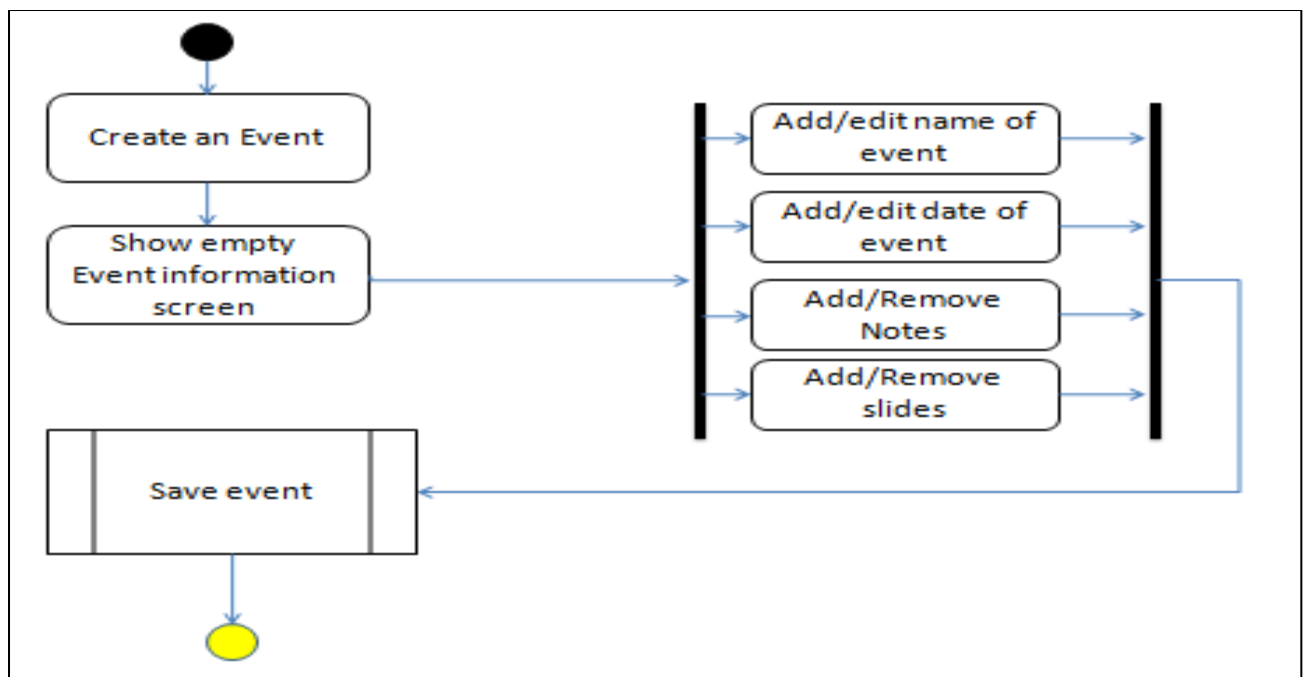 Create an Event
Show empty
Event information
screen
Add/edit name of
event
Add/edit date of
event
Add/Remove
Notes
Add/Remove
slides
Save event